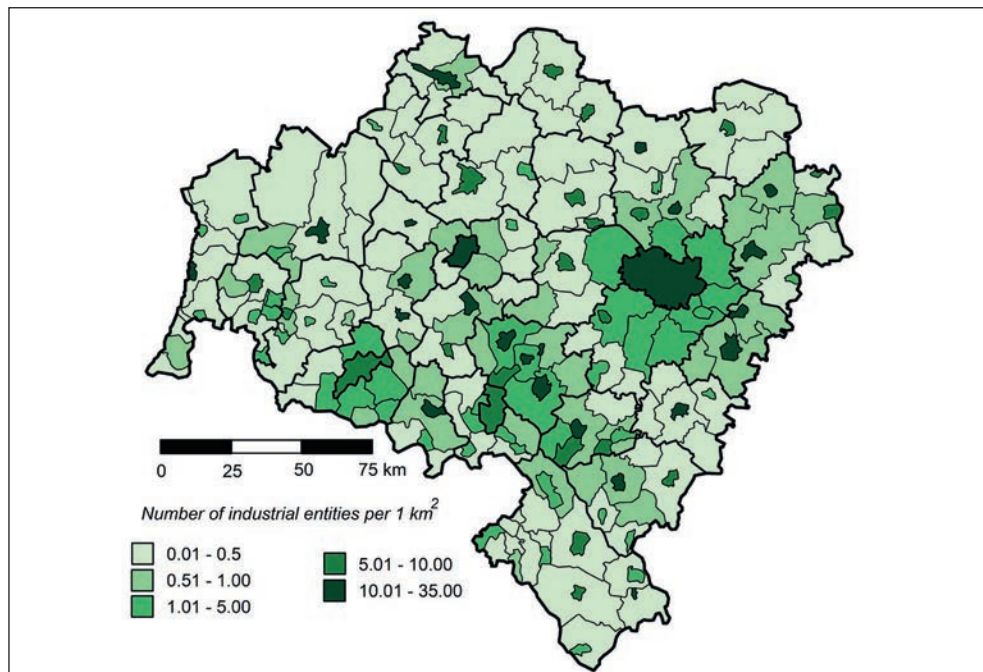 0 25 50 75 km
Number of industrial entities per 1 km²
0.01 - 0.5
0.51 - 1.00
1.01 - 5.00
5.01 - 10.00
10.01 - 35.00